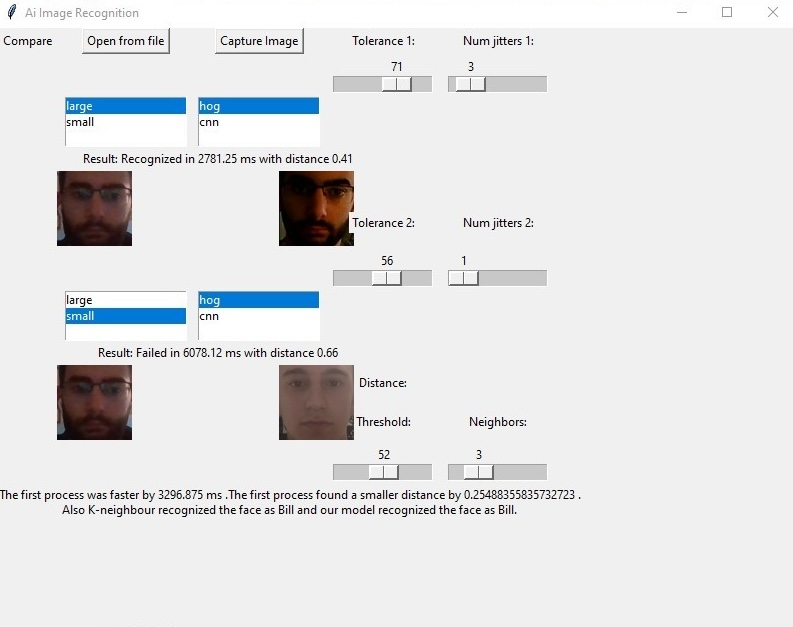 Ai Image Recognition
Compare Open from file Capture Image Tolerance 1: Num jitters 1:
71 3
large hog
small cnn
Result: Recognized in 2781.25 ms with distance 0.41
Tolerance 2: Num jitters 2:
56 1
large hog
small cnn
Result: Failed in 6078.12 ms with distance 0.66
Distance:
Threshold: Neighbors:
52 3
The first process was faster by 3296.875 ms .The first process found a smaller distance by 0.25488355835732723 .
Also K-neighbour recognized the face as Bill and our model recognized the face as Bill.